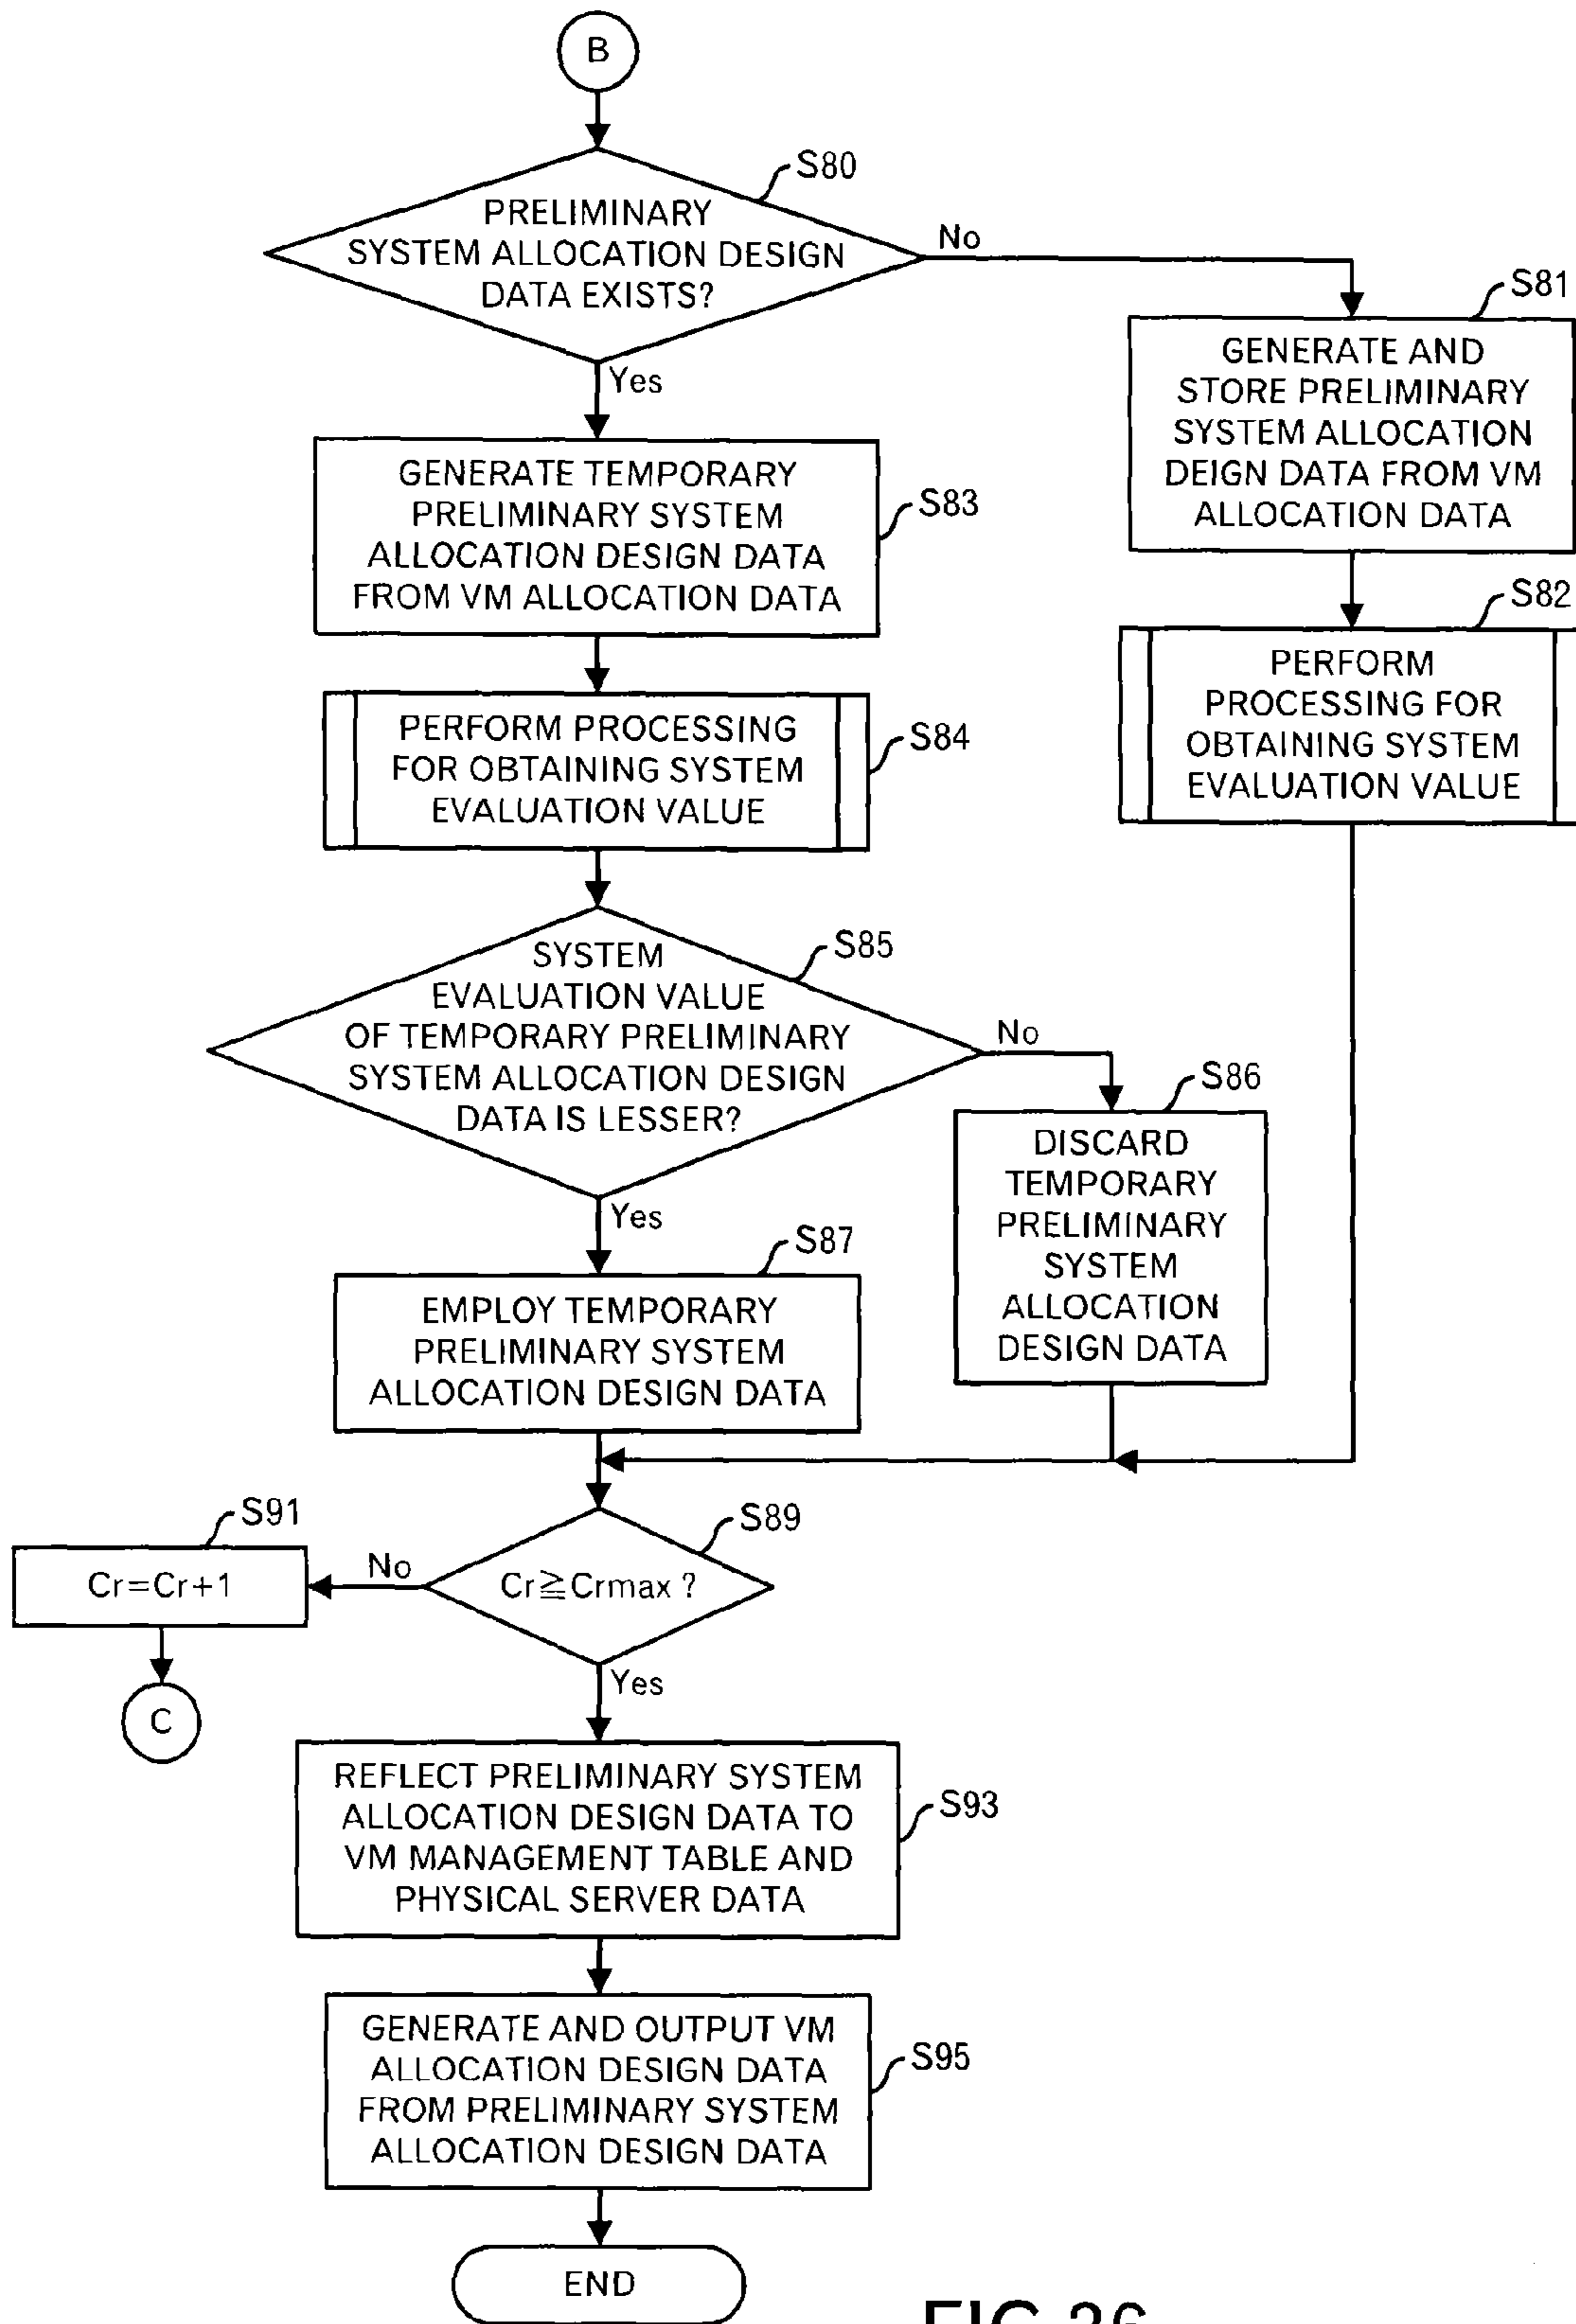 B
S80
PRELIMINARY
SYSTEM ALLOCATION DESIGN
DATA EXISTS?
No
Yes
S81
GENERATE AND
STORE PRELIMINARY
SYSTEM ALLOCATION
DEIGN DATA FROM VM
ALLOCATION DATA
S83
GENERATE TEMPORARY
PRELIMINARY SYSTEM
ALLOCATION DESIGN DATA
FROM VM ALLOCATION DATA
S82
PERFORM
PROCESSING FOR
OBTAINING SYSTEM
EVALUATION VALUE
S84
PERFORM PROCESSING
FOR OBTAINING SYSTEM
EVALUATION VALUE
S85
SYSTEM
EVALUATION VALUE
OF TEMPORARY PRELIMINARY
SYSTEM ALLOCATION DESIGN
DATA IS LESSER?
No
Yes
S86
DISCARD
TEMPORARY
PRELIMINARY
SYSTEM
ALLOCATION
DESIGN DATA
S87
EMPLOY TEMPORARY
PRELIMINARY SYSTEM
ALLOCATION DESIGN DATA
S89
Cr≧Crmax ?
No
Yes
S91
Cr=Cr+1
C
S93
REFLECT PRELIMINARY SYSTEM
ALLOCATION DESIGN DATA TO
VM MANAGEMENT TABLE AND
PHYSICAL SERVER DATA
S95
GENERATE AND OUTPUT VM
ALLOCATION DESIGN DATA
FROM PRELIMINARY SYSTEM
ALLOCATION DESIGN DATA
END